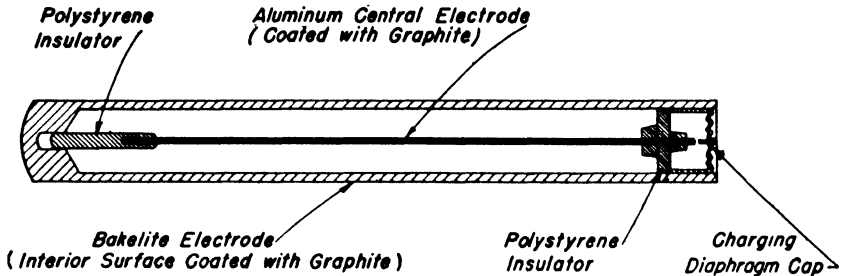 Polystyrene
Insulator
Aluminum Central Electrode
(Coated with Graphite)
Bakelite Electrode
(Interior Surface Coated with Graphite)
Polystyrene
Insulator
Charging
Diaphragm Cap